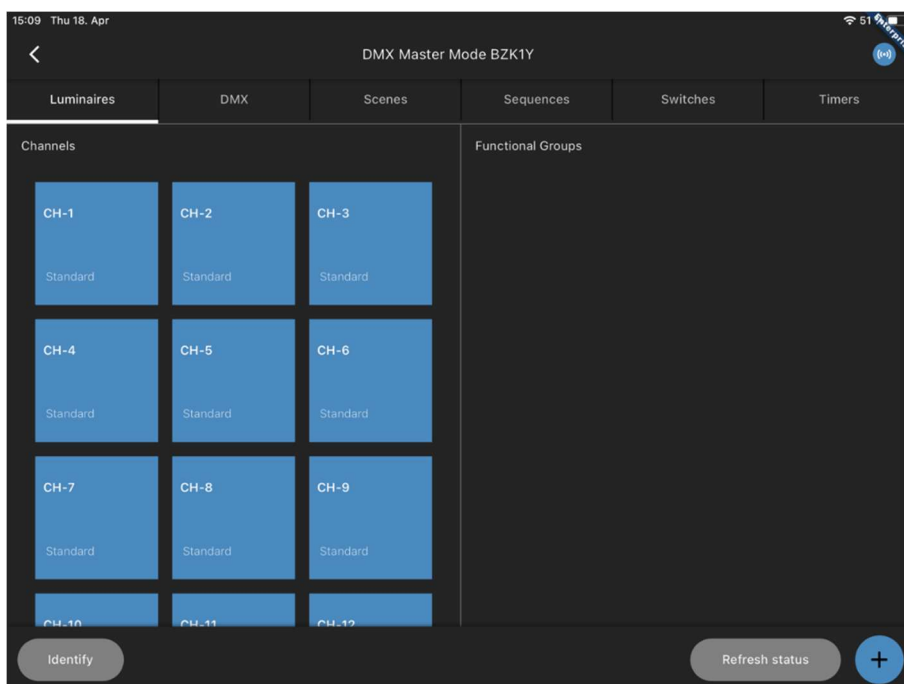 15:09 Thu 18. Apr
51
DMX Master Mode BZK1Y
Luminaires DMX Scenes Sequences Switches Timers
Channels
Functional Groups
CH-1 CH-2 CH-3
Standard Standard Standard
CH-4 CH-5 CH-6
Standard Standard Standard
CH-7 CH-8 CH-9
Standard Standard Standard
CH-10 CH-11 CH-12
Identify Refresh status +